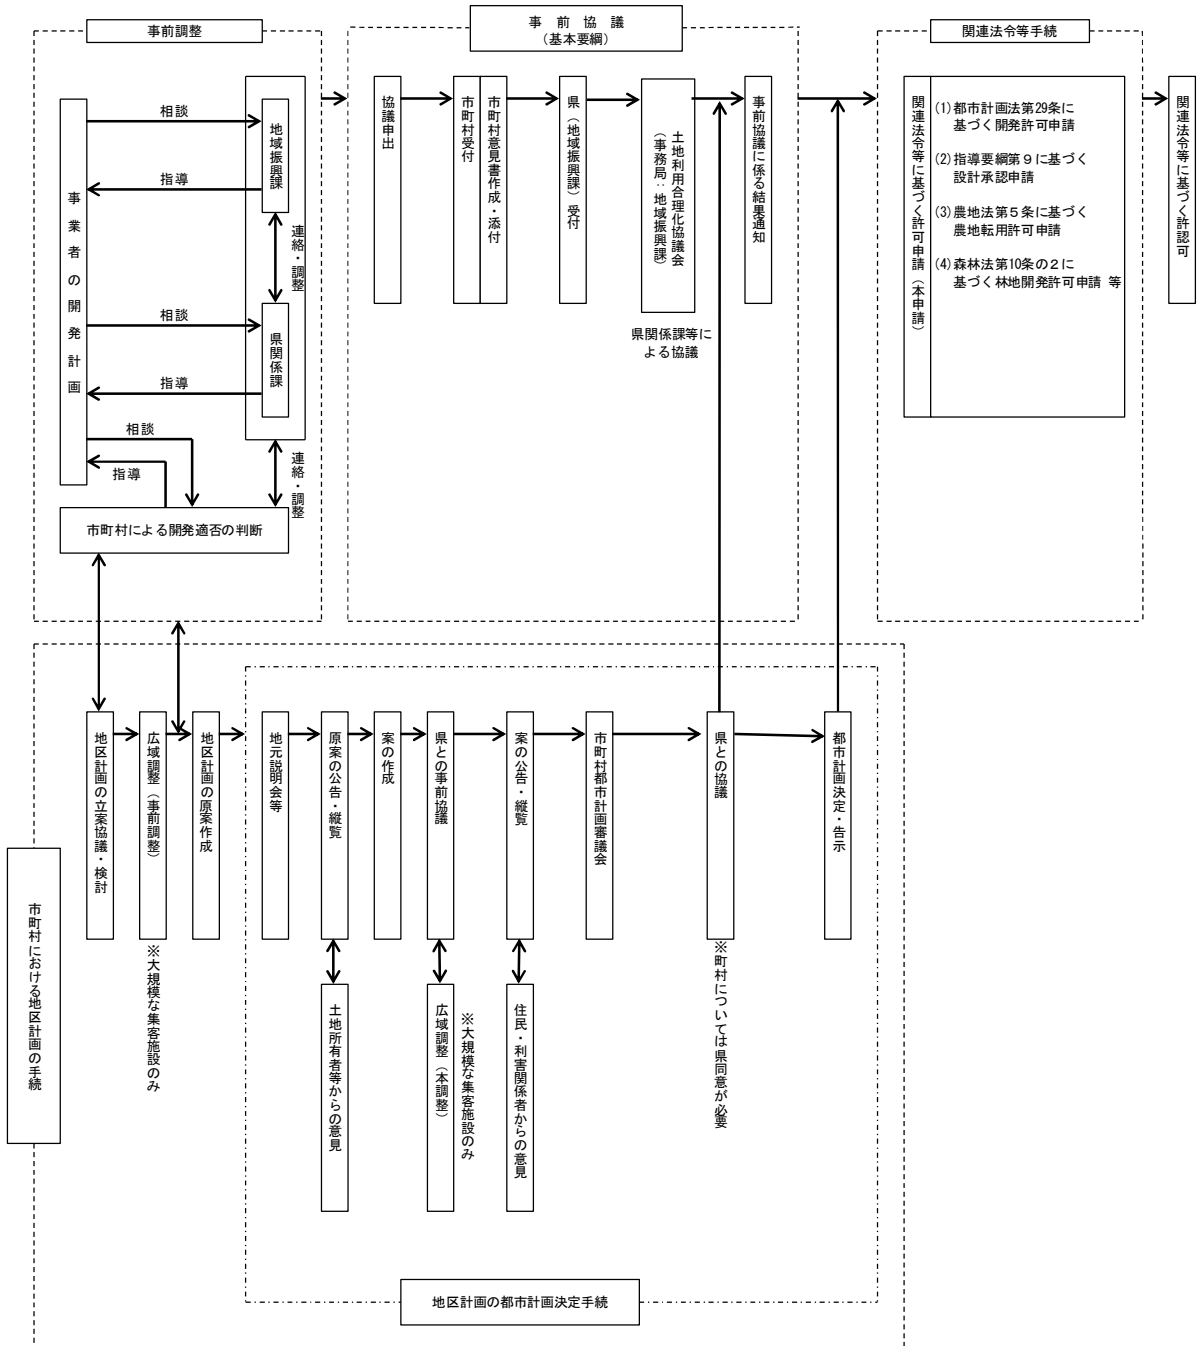 事前調整
事　前　協　議
（基本要綱）
関連法令等手続
事業者の開発計画
相談
指導
地域振興課
連絡・調整
相談
指導
県関係課
相談
指導
連絡・調整
市町村による開発適否の判断
協議申出
市町村受付
市町村意見書作成・添付
県（地域振興課）受付
土地利用合理化協議会
（事務局：地域振興課）
県関係課等に
よる協議
事前協議に係る結果通知
関連法令等に基づく許可申請（本申請）
(1)都市計画法第29条に
基づく開発許可申請
(2)指導要綱第９に基づく
設計承認申請
(3)農地法第５条に基づく
農地転用許可申請
(4)森林法第10条の２に
基づく林地開発許可申請 等
関連法令等に基づく許認可
市町村における地区計画の手続
地区計画の立案協議・検討
広域調整（事前調整）
※大規模な集客施設のみ
地区計画の原案作成
地元説明会等
原案の公告・縦覧
土地所有者等からの意見
案の作成
県との事前協議
広域調整（本調整）
※大規模な集客施設のみ
案の公告・縦覧
住民・利害関係者からの意見
市町村都市計画審議会
県との協議
※町村については県同意が必要
都市計画決定・告示
地区計画の都市計画決定手続